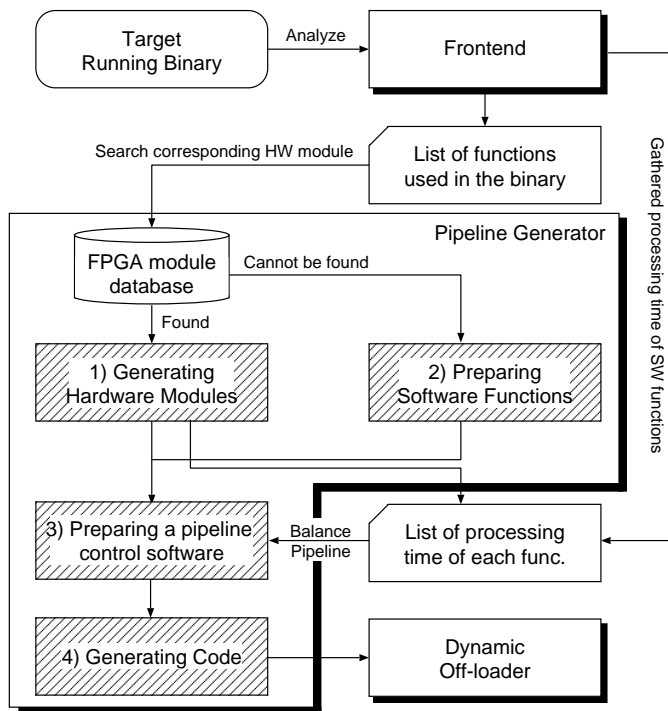 Target
Running Binary
Analyze
Frontend
Search corresponding HW module
List of functions
used in the binary
Gathered processing time of SW functions
Pipeline Generator
FPGA module
database
Cannot be found
Found
1) Generating
Hardware Modules
2) Preparing
Software Functions
3) Preparing a pipeline
control software
Balance
Pipeline
List of processing
time of each func.
4) Generating Code
Dynamic
Off-loader